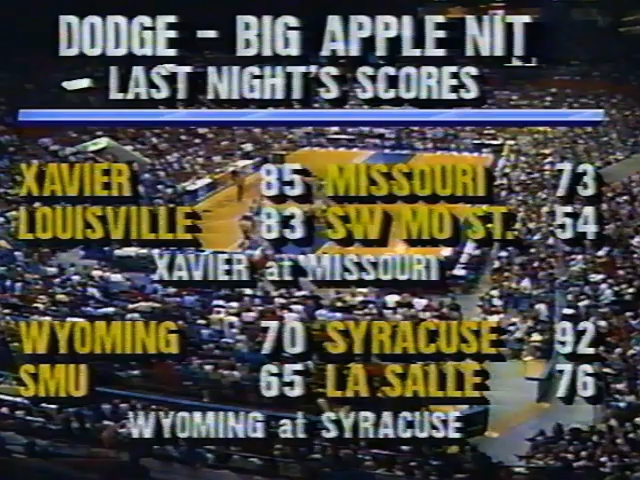 DODGE - BIG APPLE NIT
LAST NIGHT'S SCORES
XAVIER 85 MISSOURI 73
LOUISVILLE 83 SW MO ST. 54
XAVIER at MISSOURI
WYOMING 70 SYRACUSE 92
SMU 65 LA SALLE 76
WYOMING at SYRACUSE